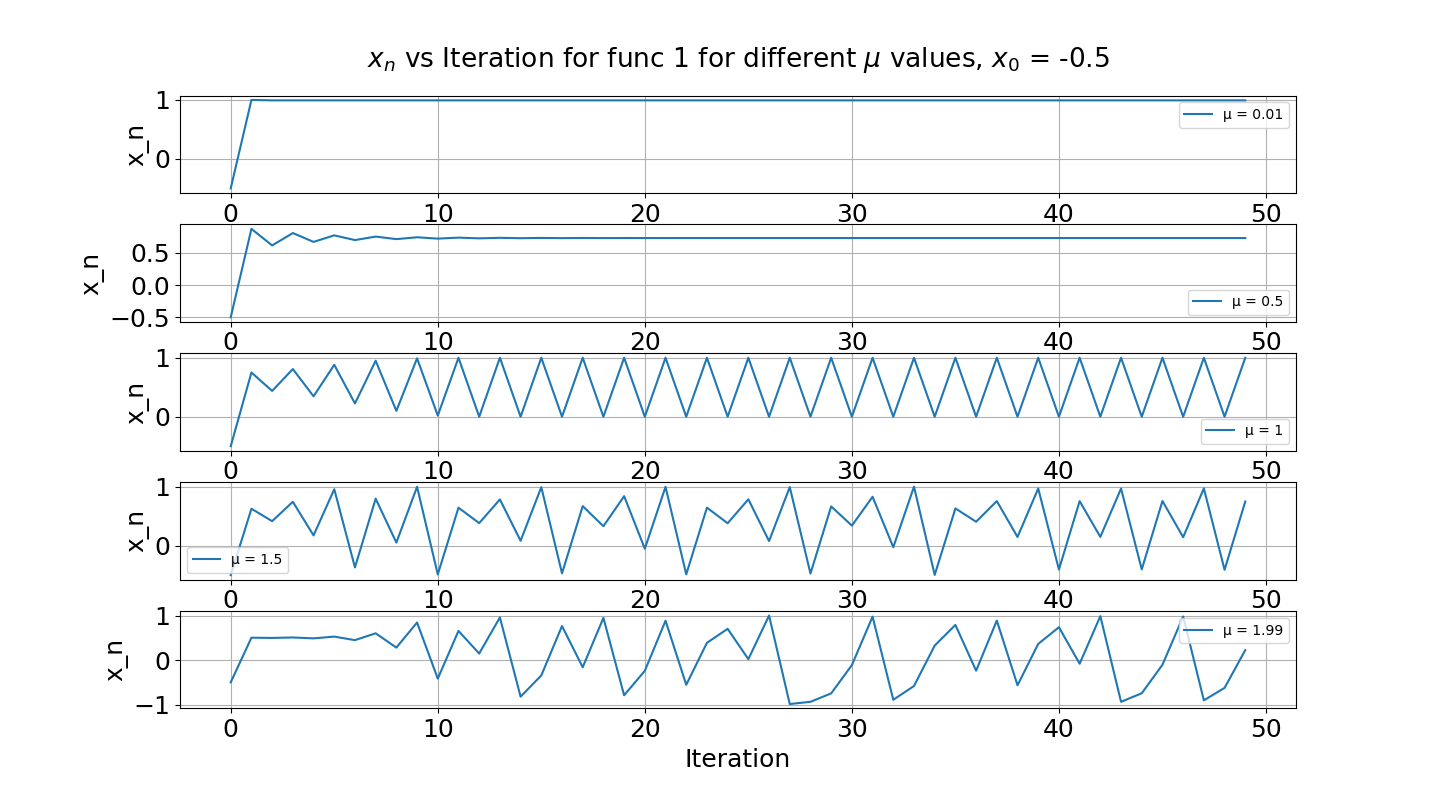 xₙ vs Iteration for func 1 for different μ values, x₀ = -0.5
1
0
x_n
μ = 0.01
0 10 20 30 40 50
0.5
0.0
−0.5
x_n
μ = 0.5
0 10 20 30 40 50
1
0
x_n
μ = 1
0 10 20 30 40 50
1
0
x_n
μ = 1.5
0 10 20 30 40 50
1
0
−1
x_n
μ = 1.99
0 10 20 30 40 50
Iteration